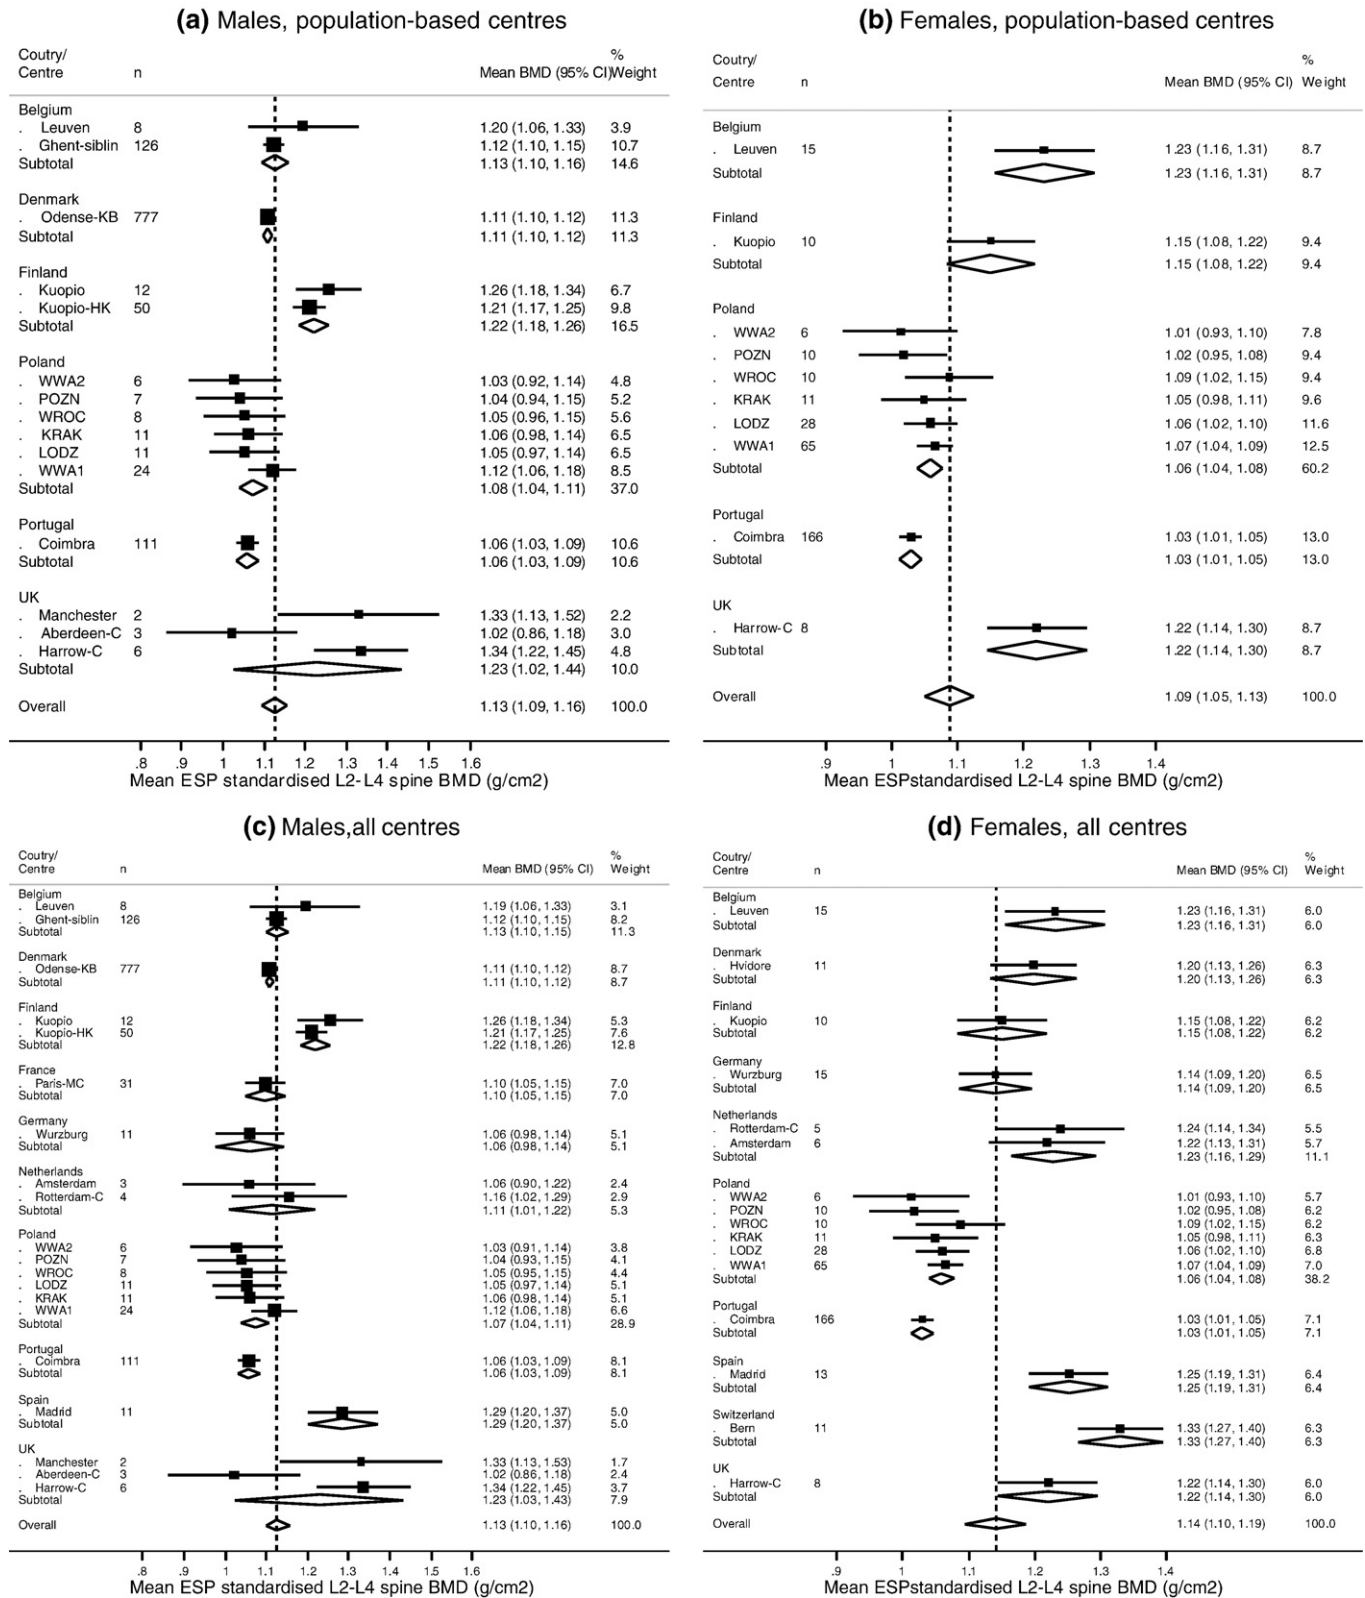 (a) Males, population-based centres
Coutry/ %
Centre n Mean BMD (95% CI) Weight
Belgium
. Leuven 8 1.20 (1.06, 1.33) 3.9
. Ghent-siblin 126 1.12 (1.10, 1.15) 10.7
Subtotal 1.13 (1.10, 1.16) 14.6
Denmark
. Odense-KB 777 1.11 (1.10, 1.12) 11.3
Subtotal 1.11 (1.10, 1.12) 11.3
Finland
. Kuopio 12 1.26 (1.18, 1.34) 6.7
. Kuopio-HK 50 1.21 (1.17, 1.25) 9.8
Subtotal 1.22 (1.18, 1.26) 16.5
Poland
. WWA2 6 1.03 (0.92, 1.14) 4.8
. POZN 7 1.04 (0.94, 1.15) 5.2
. WROC 8 1.05 (0.96, 1.15) 5.6
. KRAK 11 1.06 (0.98, 1.14) 6.5
. LODZ 11 1.05 (0.97, 1.14) 6.5
. WWA1 24 1.12 (1.06, 1.18) 8.5
Subtotal 1.08 (1.04, 1.11) 37.0
Portugal
. Coimbra 111 1.06 (1.03, 1.09) 10.6
Subtotal 1.06 (1.03, 1.09) 10.6
UK
. Manchester 2 1.33 (1.13, 1.52) 2.2
. Aberdeen-C 3 1.02 (0.86, 1.18) 3.0
. Harrow-C 6 1.34 (1.22, 1.45) 4.8
Subtotal 1.23 (1.02, 1.44) 10.0
Overall 1.13 (1.09, 1.16) 100.0
.8 .9 1 1.1 1.2 1.3 1.4 1.5 1.6
Mean ESP standardised L2-L4 spine BMD (g/cm2)
(b) Females, population-based centres
Coutry/ %
Centre n Mean BMD (95% CI) Weight
Belgium
. Leuven 15 1.23 (1.16, 1.31) 8.7
Subtotal 1.23 (1.16, 1.31) 8.7
Finland
. Kuopio 10 1.15 (1.08, 1.22) 9.4
Subtotal 1.15 (1.08, 1.22) 9.4
Poland
. WWA2 6 1.01 (0.93, 1.10) 7.8
. POZN 10 1.02 (0.95, 1.08) 9.4
. WROC 10 1.09 (1.02, 1.15) 9.4
. KRAK 11 1.05 (0.98, 1.11) 9.6
. LODZ 28 1.06 (1.02, 1.10) 11.6
. WWA1 65 1.07 (1.04, 1.09) 12.5
Subtotal 1.06 (1.04, 1.08) 60.2
Portugal
. Coimbra 166 1.03 (1.01, 1.05) 13.0
Subtotal 1.03 (1.01, 1.05) 13.0
UK
. Harrow-C 8 1.22 (1.14, 1.30) 8.7
Subtotal 1.22 (1.14, 1.30) 8.7
Overall 1.09 (1.05, 1.13) 100.0
.9 1 1.1 1.2 1.3 1.4
Mean ESPstandardised L2-L4 spine BMD (g/cm2)
(c) Males,all centres
Coutry/ %
Centre n Mean BMD (95% CI) Weight
Belgium
. Leuven 8 1.19 (1.06, 1.33) 3.1
. Ghent-siblin 126 1.12 (1.10, 1.15) 8.2
Subtotal 1.13 (1.10, 1.15) 11.3
Denmark
. Odense-KB 777 1.11 (1.10, 1.12) 8.7
Subtotal 1.11 (1.10, 1.12) 8.7
Finland
. Kuopio 12 1.26 (1.18, 1.34) 5.3
. Kuopio-HK 50 1.21 (1.17, 1.25) 7.6
Subtotal 1.22 (1.18, 1.26) 12.8
France
. Paris-MC 31 1.10 (1.05, 1.15) 7.0
Subtotal 1.10 (1.05, 1.15) 7.0
Germany
. Wurzburg 11 1.06 (0.98, 1.14) 5.1
Subtotal 1.06 (0.98, 1.14) 5.1
Netherlands
. Amsterdam 3 1.06 (0.90, 1.22) 2.4
. Rotterdam-C 4 1.16 (1.02, 1.29) 2.9
Subtotal 1.11 (1.01, 1.22) 5.3
Poland
. WWA2 6 1.03 (0.91, 1.14) 3.8
. POZN 7 1.04 (0.93, 1.15) 4.1
. WROC 8 1.05 (0.95, 1.15) 4.4
. LODZ 11 1.05 (0.97, 1.14) 5.1
. KRAK 11 1.06 (0.98, 1.14) 5.1
. WWA1 24 1.12 (1.06, 1.18) 6.6
Subtotal 1.07 (1.04, 1.11) 28.9
Portugal
. Coimbra 111 1.06 (1.03, 1.09) 8.1
Subtotal 1.06 (1.03, 1.09) 8.1
Spain
. Madrid 11 1.29 (1.20, 1.37) 5.0
Subtotal 1.29 (1.20, 1.37) 5.0
UK
. Manchester 2 1.33 (1.13, 1.53) 1.7
. Aberdeen-C 3 1.02 (0.86, 1.18) 2.4
. Harrow-C 6 1.34 (1.22, 1.45) 3.7
Subtotal 1.23 (1.03, 1.43) 7.9
Overall 1.13 (1.10, 1.16) 100.0
.8 .9 1 1.1 1.2 1.3 1.4 1.5 1.6
Mean ESP standardised L2-L4 spine BMD (g/cm2)
(d) Females, all centres
Coutry/ %
Centre n Mean BMD (95% CI) Weight
Belgium
. Leuven 15 1.23 (1.16, 1.31) 6.0
Subtotal 1.23 (1.16, 1.31) 6.0
Denmark
. Hvidore 11 1.20 (1.13, 1.26) 6.3
Subtotal 1.20 (1.13, 1.26) 6.3
Finland
. Kuopio 10 1.15 (1.08, 1.22) 6.2
Subtotal 1.15 (1.08, 1.22) 6.2
Germany
. Wurzburg 15 1.14 (1.09, 1.20) 6.5
Subtotal 1.14 (1.09, 1.20) 6.5
Netherlands
. Rotterdam-C 5 1.24 (1.14, 1.34) 5.5
. Amsterdam 6 1.22 (1.13, 1.31) 5.7
Subtotal 1.23 (1.16, 1.29) 11.1
Poland
. WWA2 6 1.01 (0.93, 1.10) 5.7
. POZN 10 1.02 (0.95, 1.08) 6.2
. WROC 10 1.09 (1.02, 1.15) 6.2
. KRAK 11 1.05 (0.98, 1.11) 6.3
. LODZ 28 1.06 (1.02, 1.10) 6.8
. WWA1 65 1.07 (1.04, 1.09) 7.0
Subtotal 1.06 (1.04, 1.08) 38.2
Portugal
. Coimbra 166 1.03 (1.01, 1.05) 7.1
Subtotal 1.03 (1.01, 1.05) 7.1
Spain
. Madrid 13 1.25 (1.19, 1.31) 6.4
Subtotal 1.25 (1.19, 1.31) 6.4
Switzerland
. Bern 11 1.33 (1.27, 1.40) 6.3
Subtotal 1.33 (1.27, 1.40) 6.3
UK
. Harrow-C 8 1.22 (1.14, 1.30) 6.0
Subtotal 1.22 (1.14, 1.30) 6.0
Overall 1.14 (1.10, 1.19) 100.0
.9 1 1.1 1.2 1.3 1.4
Mean ESPstandardised L2-L4 spine BMD (g/cm2)